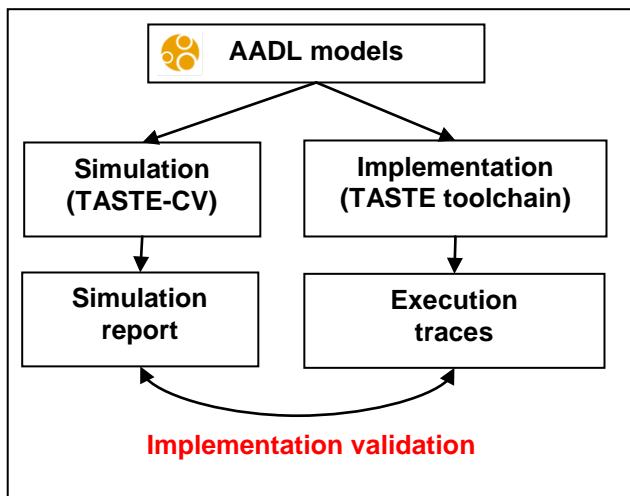 AADL models
Simulation
(TASTE-CV)
Implementation
(TASTE toolchain)
Simulation
report
Execution
traces
Implementation validation